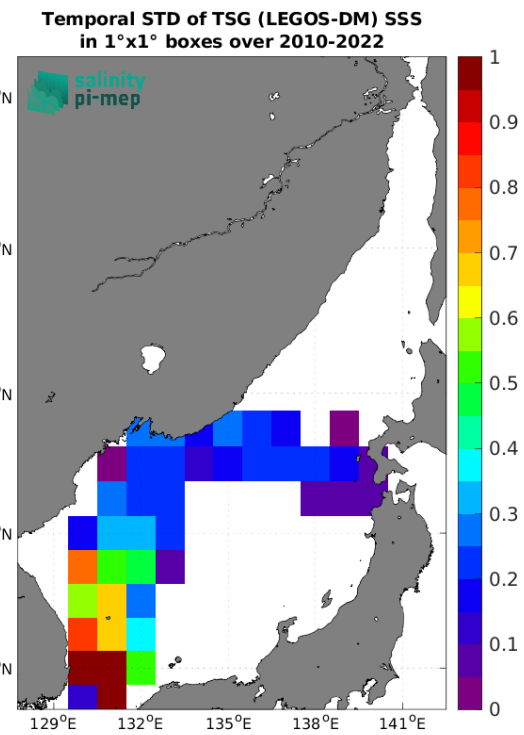 Temporal STD of TSG (LEGOS-DM) SSS
in 1°x1° boxes over 2010-2022
salinity
pi-mep
1
0.9
0.8
0.7
0.6
0.5
0.4
0.3
0.2
0.1
0
°N
°N
°N
°N
°N
129°E 132°E 135°E 138°E 141°E